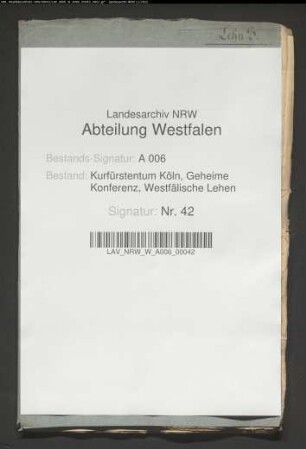 Lehn S.
Landesarchiv NRW
Abteilung Westfalen
Bestands-Signatur: A 006
Bestand: Kurfürstentum Köln, Geheime
Konferenz, Westfälische Lehen
Signatur: Nr. 42
LAV_NRW_W_A006_00042